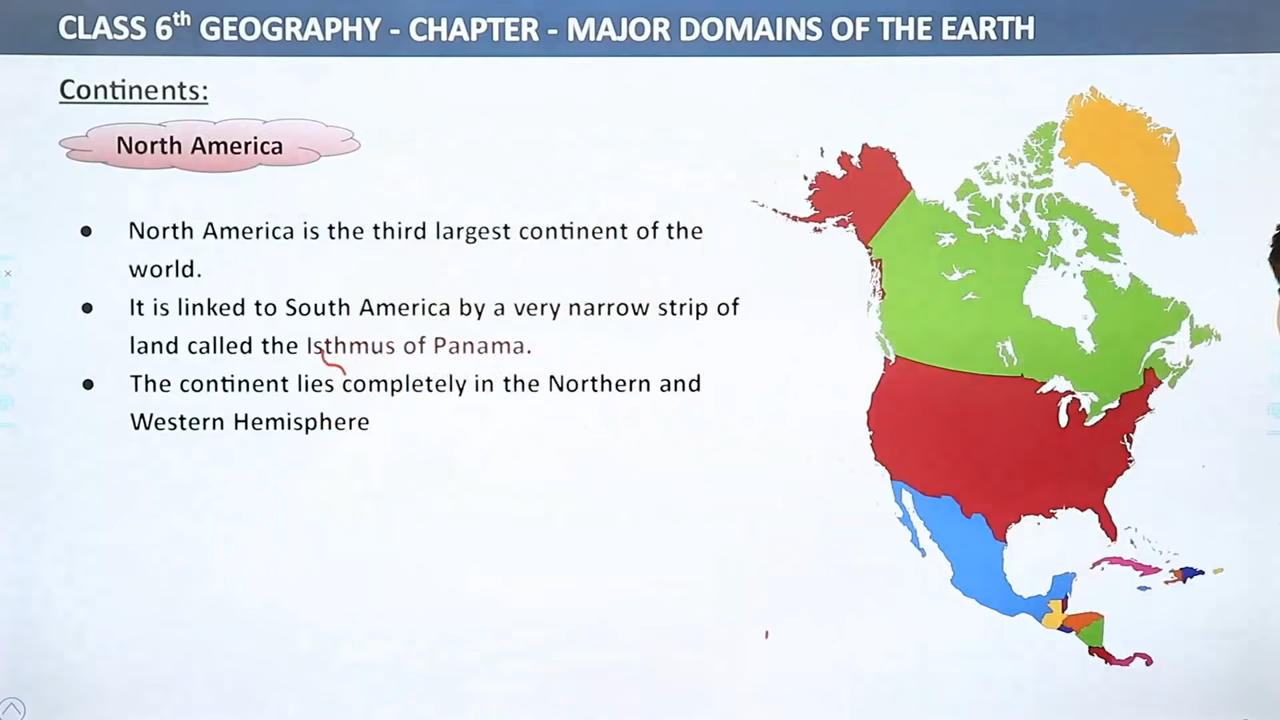 CLASS 6th GEOGRAPHY - CHAPTER - MAJOR DOMAINS OF THE EARTH
Continents:
North America
● North America is the third largest continent of the
world.
● It is linked to South America by a very narrow strip of
land called the Isthmus of Panama.
● The continent lies completely in the Northern and
Western Hemisphere